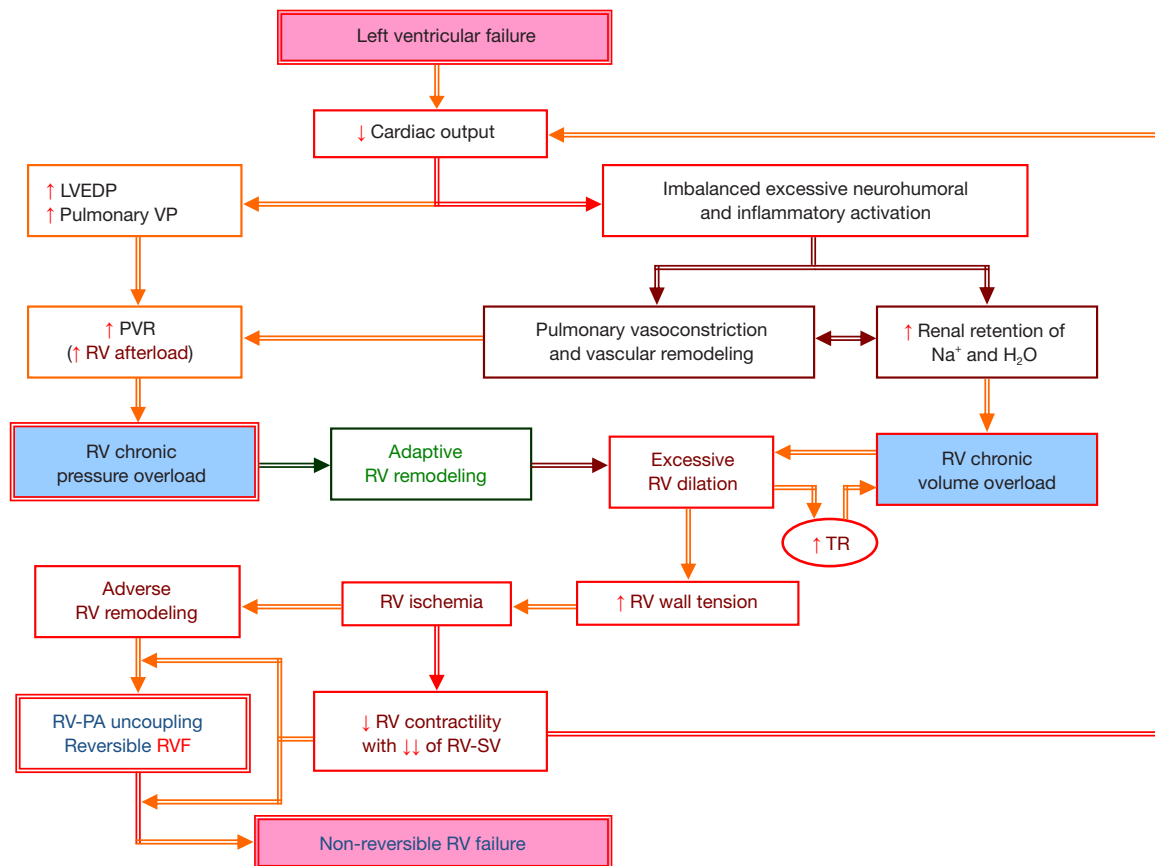 Left ventricular failure
↓ Cardiac output
↑ LVEDP
↑ Pulmonary VP
Imbalanced excessive neurohumoral
and inflammatory activation
↑ PVR
(↑ RV afterload)
Pulmonary vasoconstriction
and vascular remodeling
↑ Renal retention of
Na⁺ and H₂O
RV chronic
pressure overload
Adaptive
RV remodeling
Excessive
RV dilation
RV chronic
volume overload
↑ TR
Adverse
RV remodeling
RV ischemia
↑ RV wall tension
RV-PA uncoupling
Reversible RVF
↓ RV contractility
with ↓↓ of RV-SV
Non-reversible RV failure